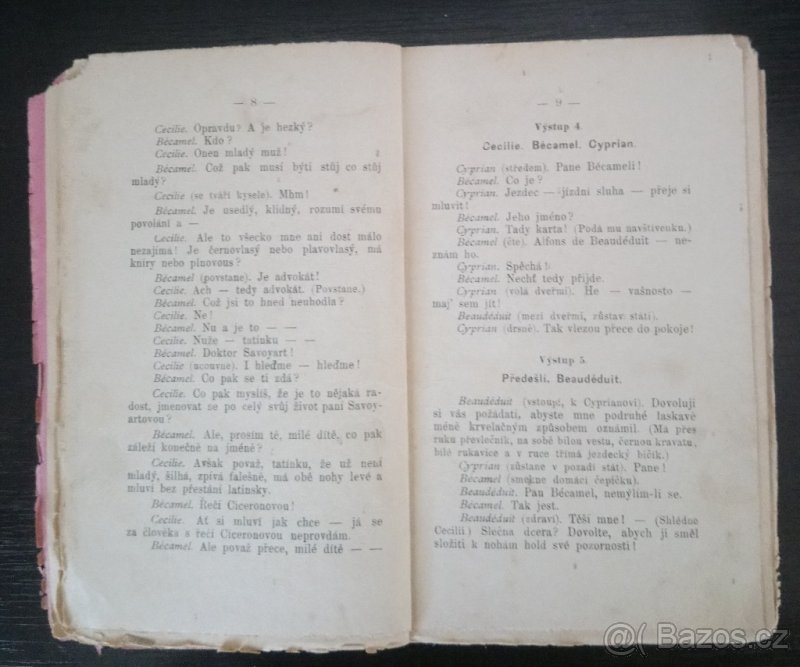 — 8 —
Cecilie. Opravdu? A je hezký?
Bécamel. Kdo?
Cecilie. Onen mladý muž!
Bécamel. Což pak musí býti stůj co stůj
mladý?
Cecilie (se tváří kysele). Mhm!
Bécamel. Je usedlý, klidný, rozumí svému
povolání a —
Cecilie. Ale to všecko mne ani dost málo
nezajímá! Je černovlasý nebo plavovlasý, má
kníry nebo plnovous?
Bécamel (povstane). Je advokát!
Cecilie. Ach — tedy advokát. (Povstane.)
Bécamel. Což jsi to hned neuhodla?
Cecilie. Ne!
Bécamel. Nu a je to — —
Cecilie. Nuže — tatínku — —
Bécamel. Doktor Savoyart!
Cecilie (ucouvne). I hleďme — hleďme!
Bécamel. Co pak se ti zdá?
Cecilie. Co pak myslíš, že je to nějaká ra-
dost, jmenovat se po celý svůj život paní Savoy-
artovou?
Bécamel. Ale, prosím tě, milé dítě, co pak
záleží konečně na jméně?
Cecilie. Avšak považ, tatínku, že už není
mladý, šilhá, zpívá falešně, má obě nohy levé a
mluví bez přestání latinsky.
Bécamel. Řečí Ciceronovou!
Cecilie. Ať si mluví jak chce — já se
za člověka s řečí Ciceronovou neprovdám.
Bécamel. Ale považ přece, milé dítě — —
— 9 —
Výstup 4.
Cecilie. Bécamel. Cyprian.
Cyprian (středem). Pane Bécameli!
Bécamel. Co je?
Cyprian. Jezdec — jízdní sluha — přeje si
mluvit!
Bécamel. Jeho jméno?
Cyprian. Tady karta! (Podá mu navštívenku.)
Bécamel (čte). Alfons de Beaudéduit — ne-
znám ho.
Cyprian. Spěchá!
Bécamel. Nechť tedy přijde.
Cyprian (volá dveřmi). He — vašnosto —
maj' sem jít!
Beaudéduit (mezi dveřmi, zůstav státi).
Cyprian (drsně). Tak vlezou přece do pokoje!
Výstup 5.
Předešlí. Beaudéduit.
Beaudéduit (vstoupí, k Cyprianovi). Dovoluji
si vás požádati, abyste mne podruhé laskavě
méně krvelačným způsobem oznámil. (Má přes
ruku převlečník, na sobě bílou vestu, černou kravatu,
bílé rukavice a v ruce třímá jezdecký bičík.)
Cyprian (zůstane v pozadí stát). Pane!
Bécamel (smekne domácí čepičku).
Beaudéduit. Pan Bécamel, nemýlím-li se.
Bécamel. Tak jest.
Beaudéduit (zdraví). Těší mne! — (Shlédne
Cecilii) Slečna dcera? Dovolte, abych jí směl
složiti k nohám hold své pozornosti!
@( Bazos.cz